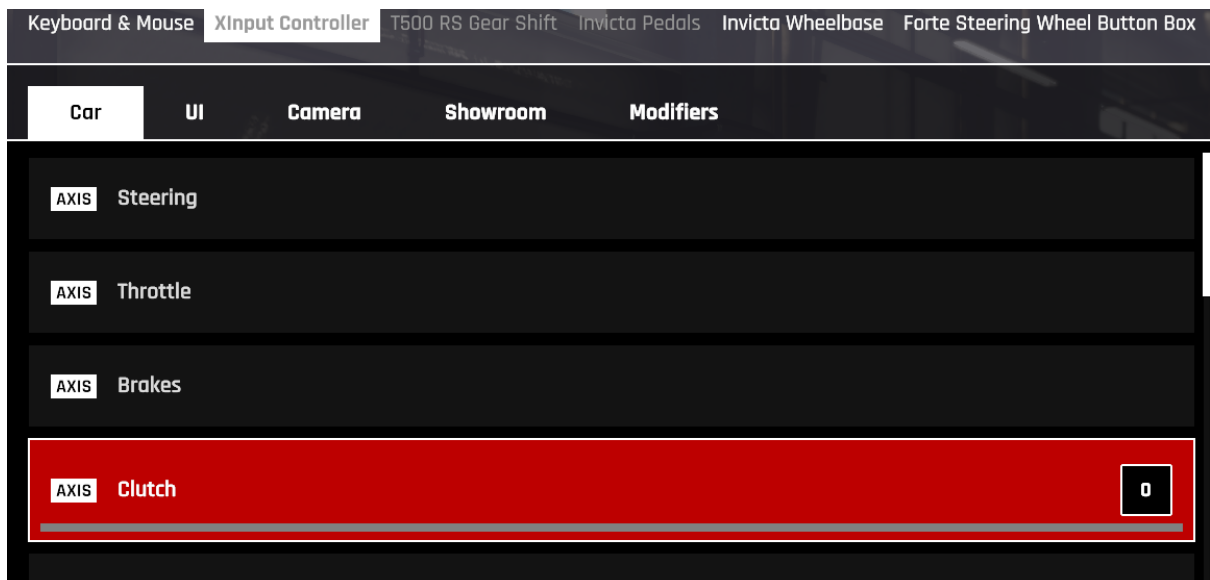 Keyboard & Mouse XInput Controller T500 RS Gear Shift Invicta Pedals Invicta Wheelbase Forte Steering Wheel Button Box
Car UI Camera Showroom Modifiers
AXIS Steering
AXIS Throttle
AXIS Brakes
AXIS Clutch 0